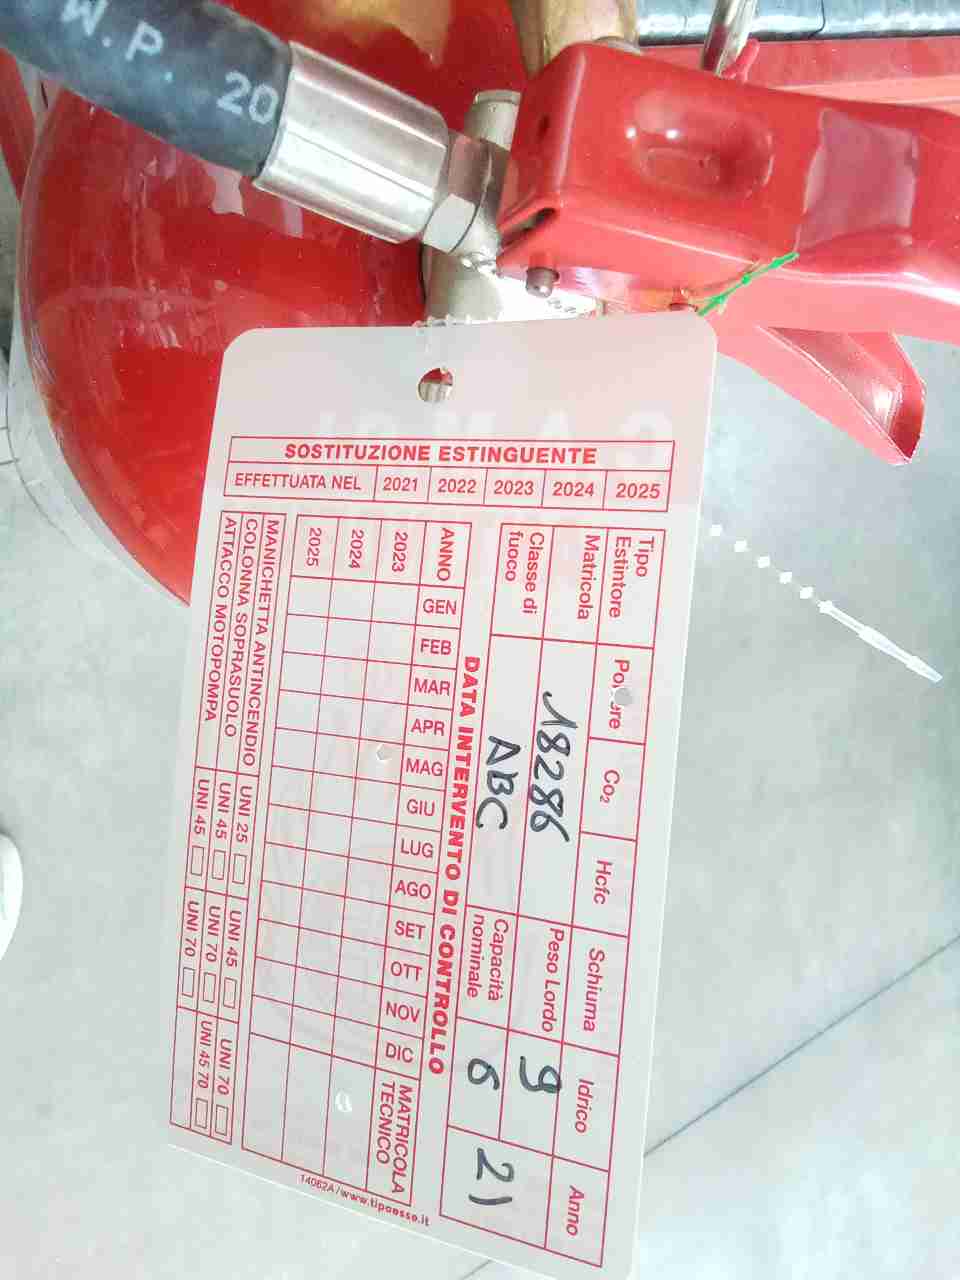 W.P. 20
SOSTITUZIONE ESTINGUENTE
EFFETTUATA NEL 2021 2022 2023 2024 2025
Tipo Estintore Polvere Co2 Hcfc Schiuma Idrico Anno
Matricola 18286 Peso Lordo 9 21
Classe di fuoco ABC Capacità nominale 6
DATA INTERVENTO DI CONTROLLO
ANNO GEN FEB MAR APR MAG GIU LUG AGO SET OTT NOV DIC MATRICOLA TECNICO
2023
2024
2025
MANICHETTA ANTINCENDIO UNI 25 UNI 45 UNI 70
COLONNA SOPRASUOLO UNI 45 UNI 70 UNI 45 70
ATTACCO MOTOPOMPA UNI 45 UNI 70
14062A/www.tipoesse.it